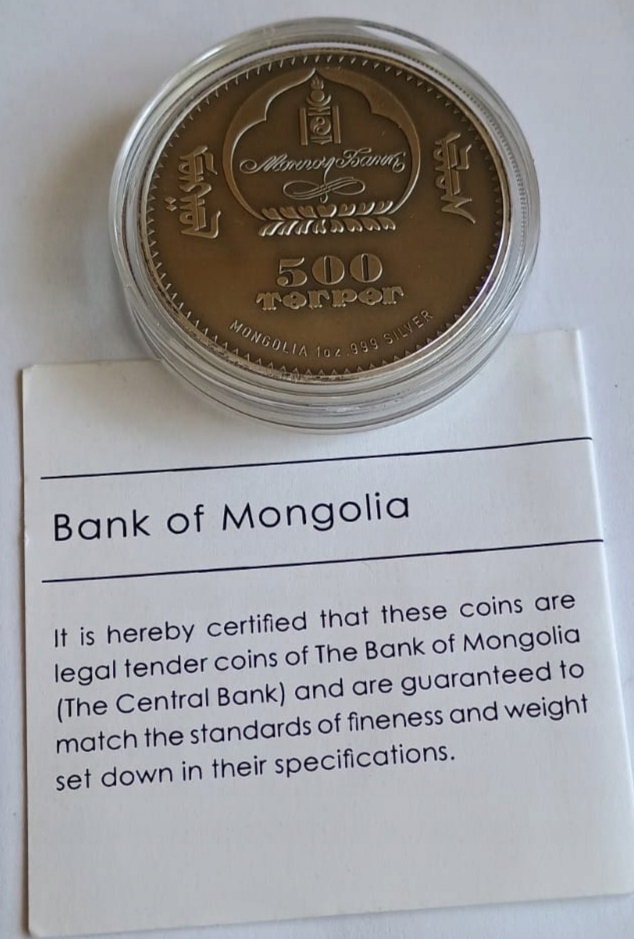 Монгол Банк
500
төгрөг
MONGOLIA 1oz .999 SILVER
Bank of Mongolia
It is hereby certified that these coins are
legal tender coins of The Bank of Mongolia
(The Central Bank) and are guaranteed to
match the standards of fineness and weight
set down in their specifications.